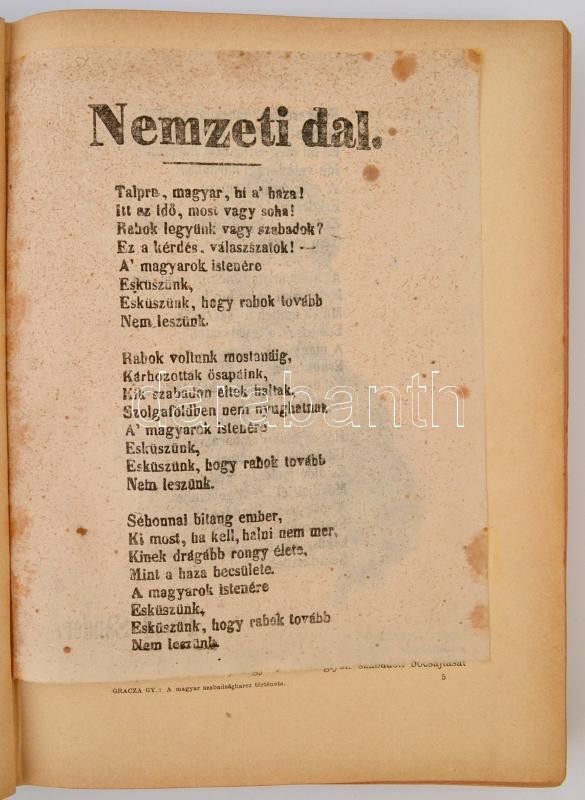 Nemzeti dal.
Talpra, magyar, hi a' haza!
Itt az idő, most vagy soha!
Rabok legyünk vagy szabadok?
Ez a kérdés, válaszszatok! —
A' magyarok istenére
Esküszünk,
Esküszünk, hogy rabok tovább
Nem leszünk.
Rabok voltunk mostanáig,
Kárhozottak ősapáink,
Kik szabadon éltek haltak,
Szolgaföldben nem nyughatnak
A' magyarok istenére
Esküszünk,
Esküszünk, hogy rabok tovább
Nem leszünk.
Sehonnai bitang ember,
Ki most, ha kell, halni nem mer,
Kinek drágább rongy élete,
Mint a haza becsülete.
A magyarok istenére
Esküszünk,
Esküszünk, hogy rabok tovább
Nem leszünk.
szabadon bocsájtását
GRACZA GY.: A magyar szabadságharcz története.
5
darabanth